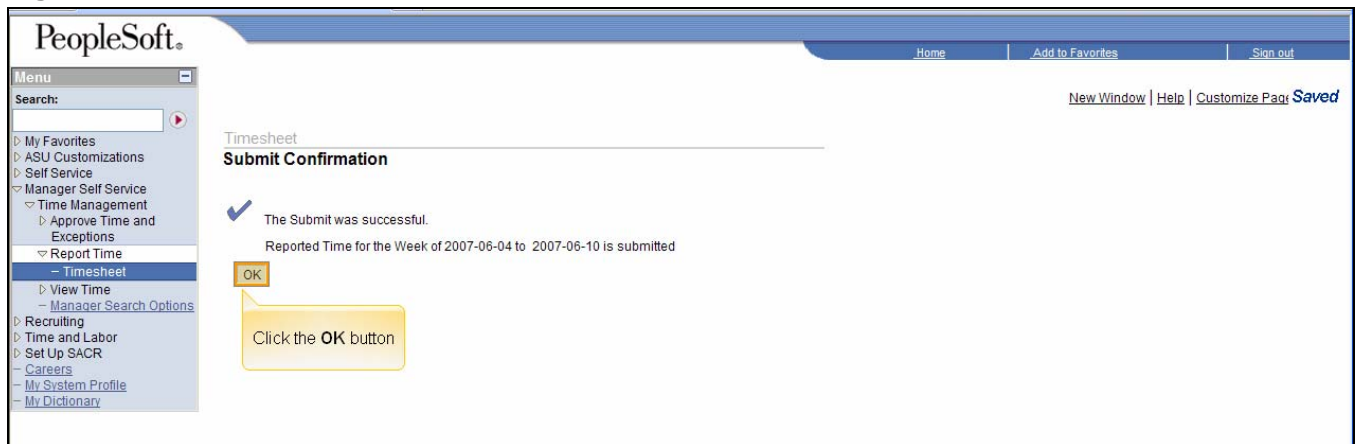 PeopleSoft®
Home
Add to Favorites
Sign out
Menu
Search:
New Window | Help | Customize Page
Saved
My Favorites
ASU Customizations
Self Service
Manager Self Service
Time Management
Approve Time and
Exceptions
Report Time
– Timesheet
View Time
– Manager Search Options
Recruiting
Time and Labor
Set Up SACR
– Careers
– My System Profile
– My Dictionary
Timesheet
Submit Confirmation
The Submit was successful.
Reported Time for the Week of 2007-06-04 to 2007-06-10 is submitted
OK
Click the OK button